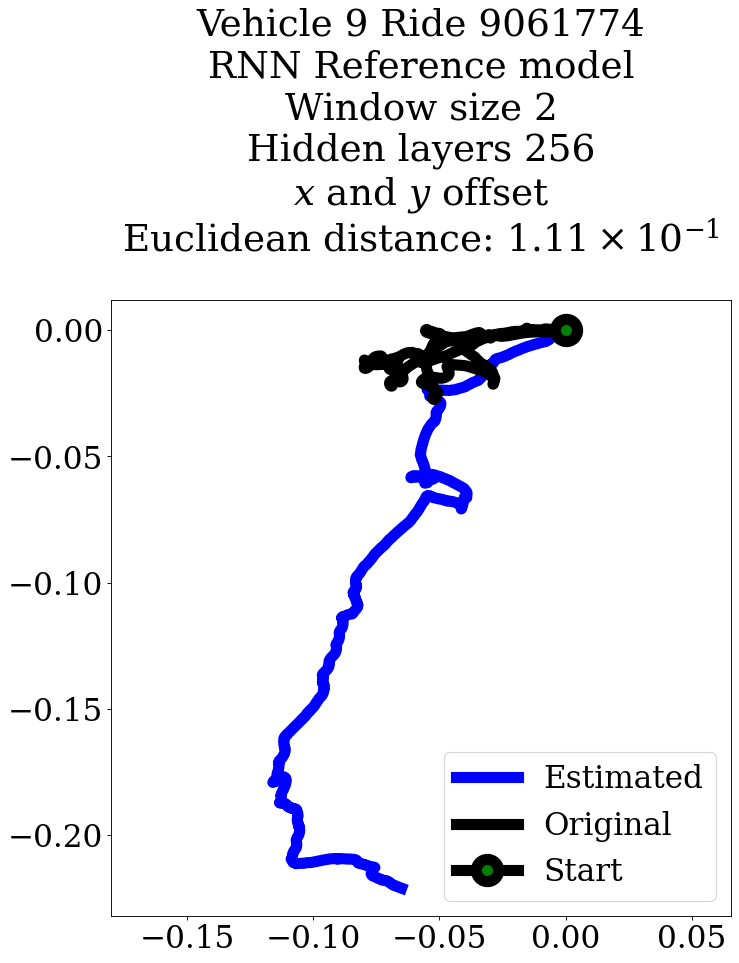 Vehicle 9 Ride 9061774
RNN Reference model
Window size 2
Hidden layers 256
x and y offset
Euclidean distance: 1.11 × 10⁻¹
0.00
−0.05
−0.10
−0.15
−0.20
Estimated
Original
Start
−0.15 −0.10 −0.05 0.00 0.05